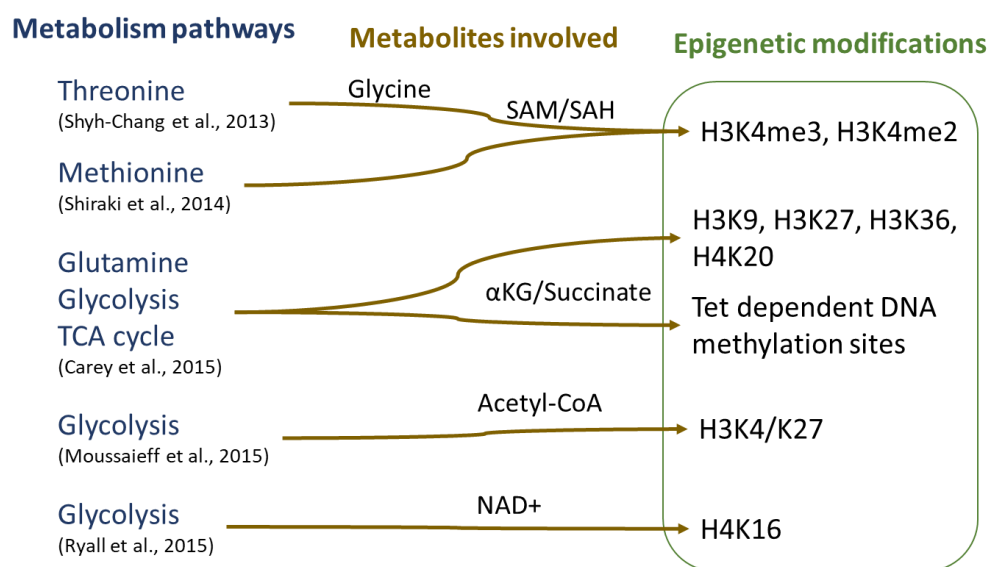 Metabolism pathways
Metabolites involved
Epigenetic modifications
Threonine
(Shyh-Chang et al., 2013)
Glycine
SAM/SAH
H3K4me3, H3K4me2
Methionine
(Shiraki et al., 2014)
H3K9, H3K27, H3K36,
H4K20
Glutamine
Glycolysis
TCA cycle
(Carey et al., 2015)
αKG/Succinate
Tet dependent DNA
methylation sites
Glycolysis
(Moussaieff et al., 2015)
Acetyl-CoA
H3K4/K27
Glycolysis
(Ryall et al., 2015)
NAD+
H4K16